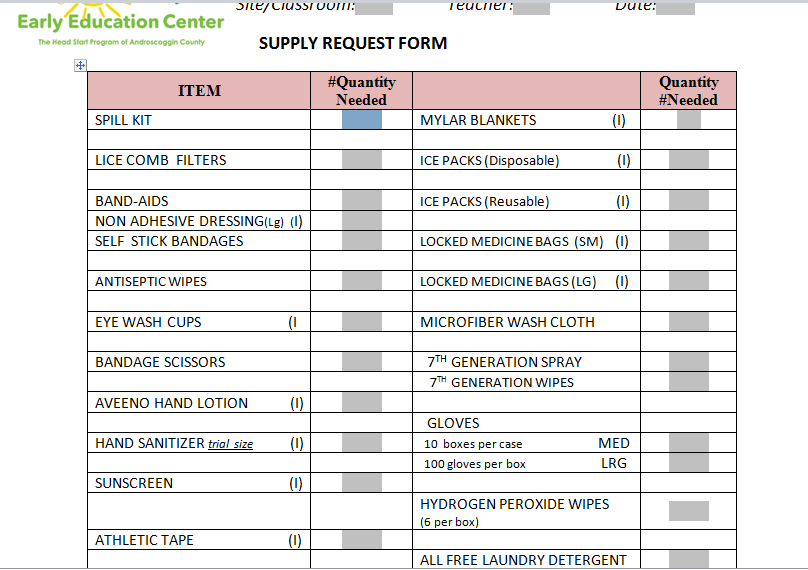 Site/Classroom: Teacher: Date:
Early Education Center
The Head Start Program of Androscoggin County
SUPPLY REQUEST FORM
ITEM #Quantity Needed Quantity #Needed
SPILL KIT MYLAR BLANKETS (I)
LICE COMB FILTERS ICE PACKS (Disposable) (I)
BAND-AIDS ICE PACKS (Reusable) (I)
NON ADHESIVE DRESSING(Lg) (I)
SELF STICK BANDAGES LOCKED MEDICINE BAGS (SM) (I)
ANTISEPTIC WIPES LOCKED MEDICINE BAGS (LG) (I)
EYE WASH CUPS (I MICROFIBER WASH CLOTH
BANDAGE SCISSORS 7TH GENERATION SPRAY
7TH GENERATION WIPES
AVEENO HAND LOTION (I)
GLOVES
HAND SANITIZER trial size (I) 10 boxes per case MED
100 gloves per box LRG
SUNSCREEN (I)
HYDROGEN PEROXIDE WIPES
(6 per box)
ATHLETIC TAPE (I)
ALL FREE LAUNDRY DETERGENT